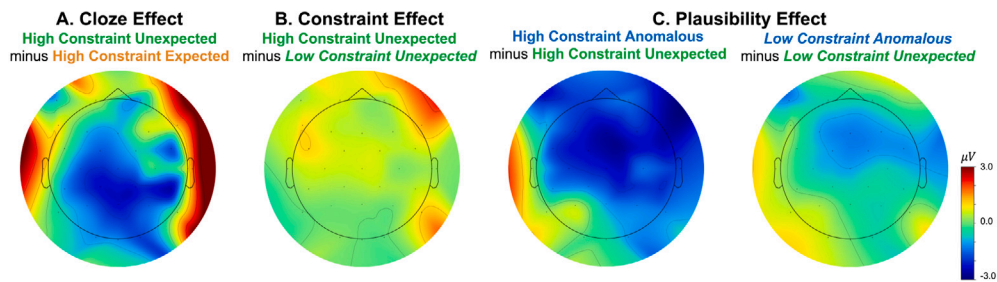 A. Cloze Effect
High Constraint Unexpected
minus High Constraint Expected
B. Constraint Effect
High Constraint Unexpected
minus Low Constraint Unexpected
C. Plausibility Effect
High Constraint Anomalous
minus High Constraint Unexpected
Low Constraint Anomalous
minus Low Constraint Unexpected
µV
3.0
0.0
-3.0